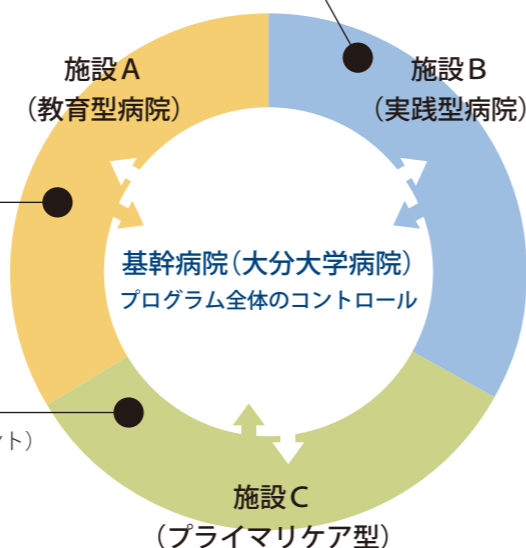 施設A
(教育型病院)
施設B
(実践型病院)
基幹病院(大分大学病院)
プログラム全体のコントロール
ント)
施設C
(プライマリケア型)